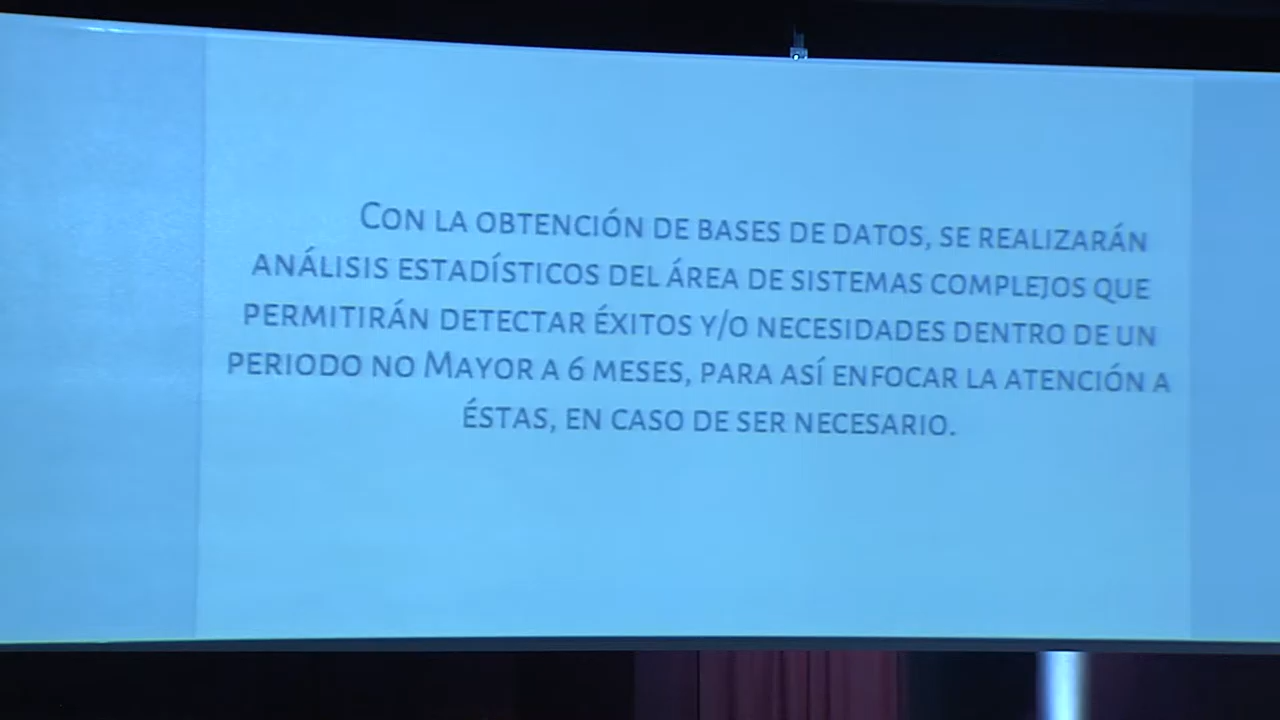 Con la obtención de bases de datos, se realizarán
análisis estadísticos del área de sistemas complejos que
permitirán detectar éxitos y/o necesidades dentro de un
periodo no Mayor a 6 meses, para así enfocar la atención a
éstas, en caso de ser necesario.